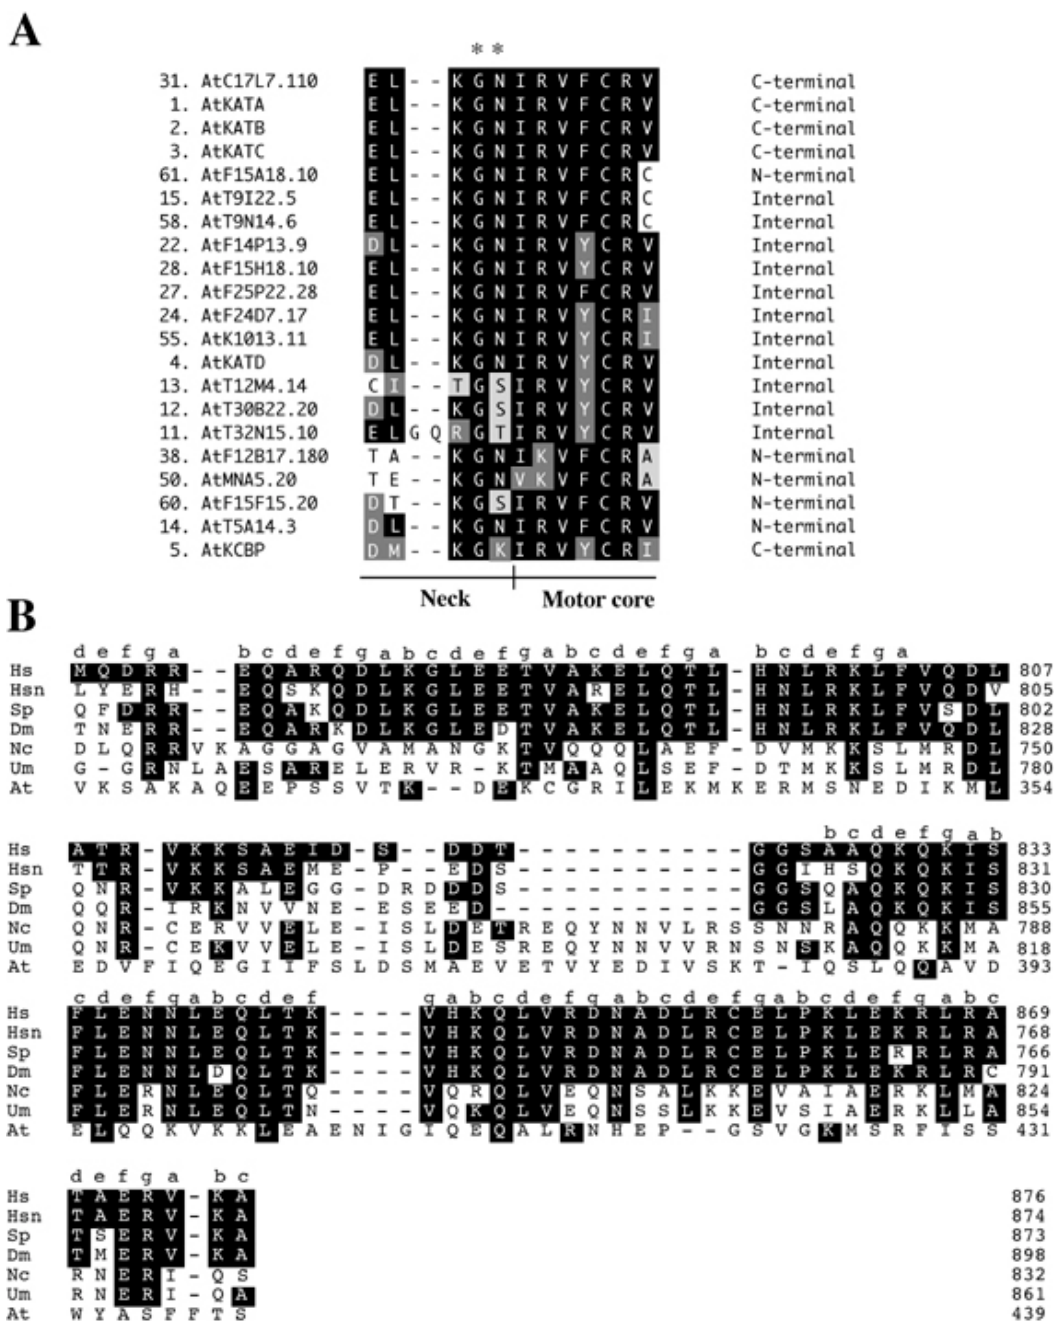 A
* *
31. AtC17L7.110 E L - - K G N I R V F C R V C-terminal
1. AtKATA E L - - K G N I R V F C R V C-terminal
2. AtKATB E L - - K G N I R V F C R V C-terminal
3. AtKATC E L - - K G N I R V F C R V C-terminal
61. AtF15A18.10 E L - - K G N I R V F C R C N-terminal
15. AtT9I22.5 E L - - K G N I R V F C R C Internal
58. AtT9N14.6 E L - - K G N I R V F C R C Internal
22. AtF14P13.9 D L - - K G N I R V Y C R V Internal
28. AtF15H18.10 E L - - K G N I R V Y C R V Internal
27. AtF25P22.28 E L - - K G N I R V F C R V Internal
24. AtF24D7.17 E L - - K G N I R V Y C R I Internal
55. AtK1013.11 E L - - K G N I R V Y C R I Internal
4. AtKATD D L - - K G N I R V Y C R V Internal
13. AtT12M4.14 C I - - T G S I R V Y C R V Internal
12. AtT30B22.20 D L - - K G S I R V Y C R V Internal
11. AtT32N15.10 E L G Q R G T I R V Y C R V Internal
38. AtF12B17.180 T A - - K G N I K V F C R A N-terminal
50. AtMNA5.20 T E - - K G N V K V F C R A N-terminal
60. AtF15F15.20 D T - - K G S I R V F C R V N-terminal
14. AtT5A14.3 D L - - K G N I R V F C R V N-terminal
5. AtKCBP D M - - K G K I R V Y C R I C-terminal
Neck Motor core
B
d e f g a b c d e f g a b c d e f g a b c d e f g a b c d e f g a
Hs M Q D R R - - E Q A R Q D L K G L E E T V A K E L Q T L - H N L R K L F V Q D L 807
Hsn L Y E R H - - E Q S K Q D L K G L E E T V A R E L Q T L - H N L R K L F V Q D V 805
Sp Q F D R R - - E Q A K Q D L K G L E E T V A K E L Q T L - H N L R K L F V S D L 802
Dm T N E R R - - E Q A R K D L K G L E D T V A K E L Q T L - H N L R K L F V Q D L 828
Nc D L Q R R V K A G G A G V A M A N G K T V Q Q Q L A E F - D V M K K S L M R D L 750
Um G - G R N L A E S A R E L E R V R - K T M A A Q L S E F - D T M K K S L M R D L 780
At V K S A K A Q E E P S S V T K - - D E K C G R I L E K M K E R M S N E D I K M L 354
b c d e f g a b
Hs A T R - V K K S A E I D - S - - D D T - - - - - - - - - - G G S A A Q K Q K I S 833
Hsn T T R - V K K S A E M E - P - - E D S - - - - - - - - - - G G I H S Q K Q K I S 831
Sp Q N R - V K K A L E G G - D R D D D S - - - - - - - - - - G G S Q A Q K Q K I S 830
Dm Q Q R - I R K N V V N E - E S E E D - - - - - - - - - - - G G S L A Q K Q K I S 855
Nc Q N R - C E R V V E L E - I S L D E T R E Q Y N N V L R S S N N R A Q Q K K M A 788
Um Q N R - C E K V V E L E - I S L D E S R E Q Y N N V V R N S N S K A Q Q K K M A 818
At E D V F I Q E G I I F S L D S M A E V E T V Y E D I V S K T - I Q S L Q Q A V D 393
c d e f g a b c d e f g a b c d e f g a b c d e f g a b c d e f g a b c
Hs F L E N N L E Q L T K - - - - V H K Q L V R D N A D L R C E L P K L E K R L R A 869
Hsn F L E N N L E Q L T K - - - - V H K Q L V R D N A D L R C E L P K L E K R L R A 768
Sp F L E N N L D Q L T K - - - - V H K Q L V R D N A D L R C E L P K L E R R L R A 766
Dm F L E N N L D Q L T K - - - - V H K Q L V R D N A D L R C E L P K L E K R L R C 791
Nc F L E R N L E Q L T Q - - - - V Q R Q L V E Q N S A L K K E V A I A E R K L M A 824
Um F L E R N L E Q L T N - - - - V Q K Q L V E Q N S S L K K E V S I A E R K L L A 854
At E L Q Q K V K K L E A E N I G I Q E Q A L R N H E P - - G S V G K M S R F I S S 431
d e f g a b c
Hs T A E R V - K A 876
Hsn T A E R V - K A 874
Sp T S E R V - K A 873
Dm T M E R V - K A 898
Nc R N E R I - Q S 832
Um R N E R I - Q A 861
At W Y A S F F T S 439